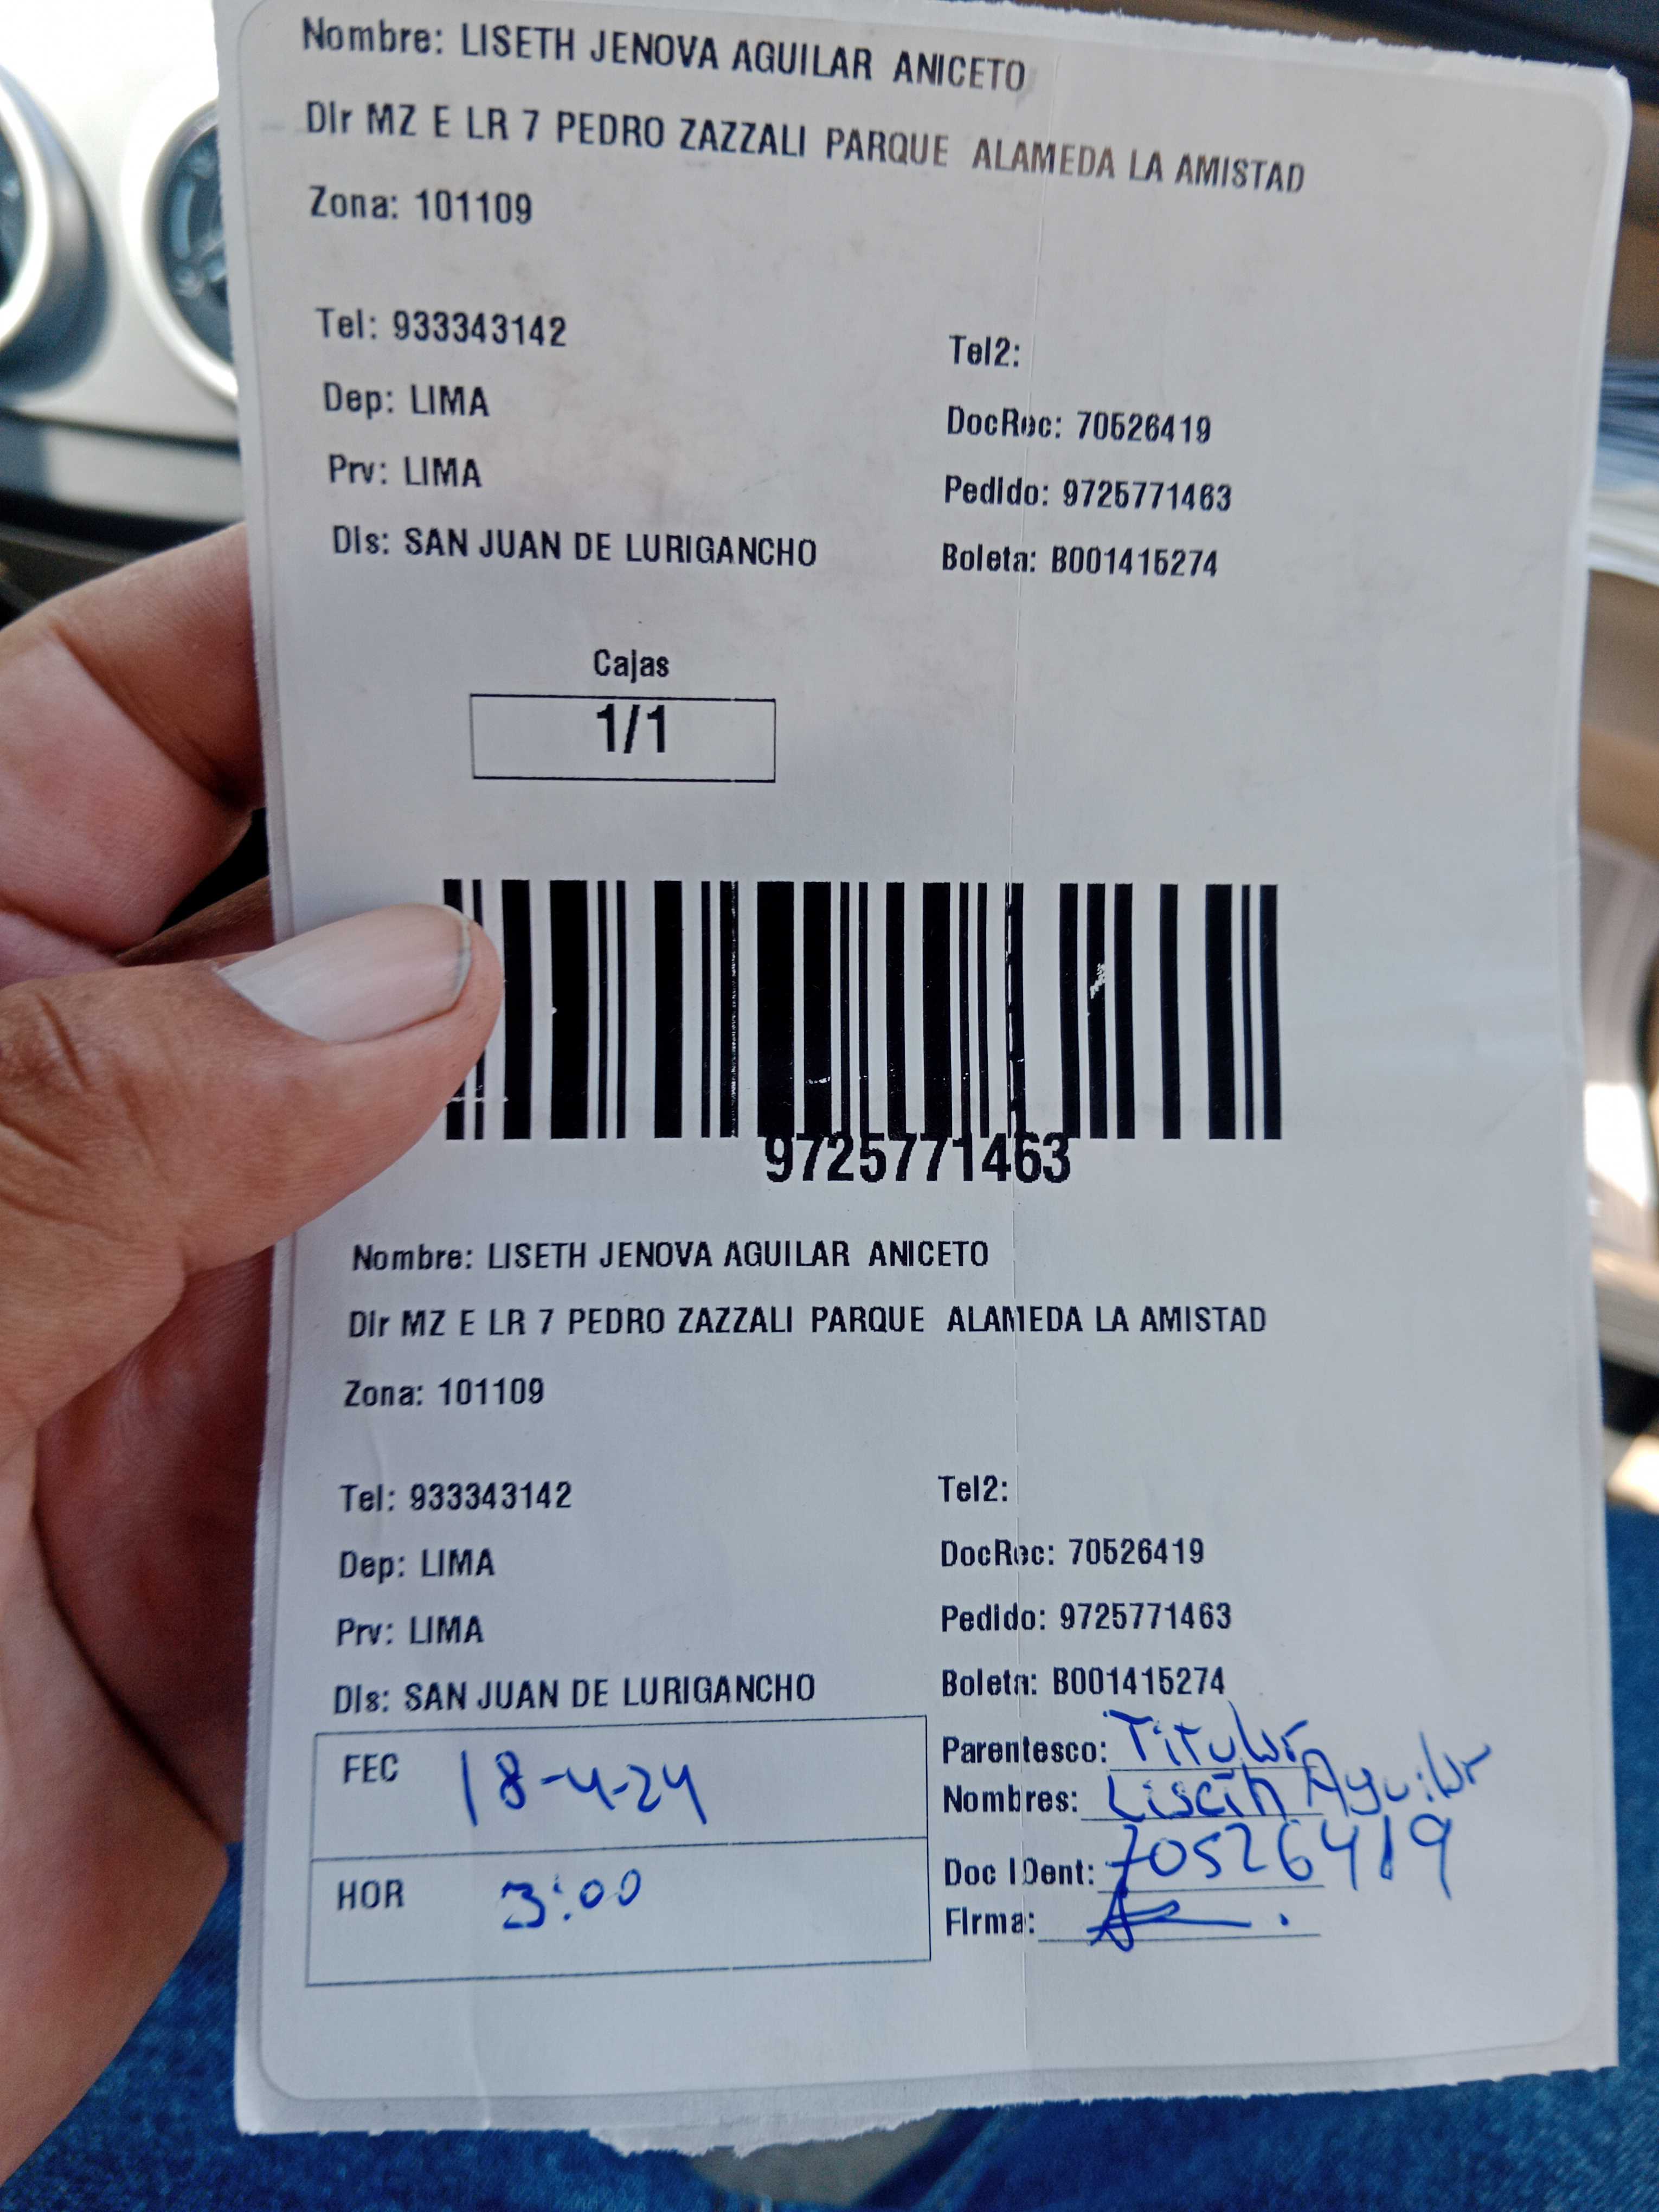 Nombre: LISETH JENOVA AGUILAR ANICETO
Dir MZ E LR 7 PEDRO ZAZZALI PARQUE ALAMEDA LA AMISTAD
Zona: 101109
Tel: 933343142
Tel2:
Dep: LIMA
DocRec: 70526419
Prv: LIMA
Pedido: 9725771463
Dis: SAN JUAN DE LURIGANCHO
Boleta: B001415274
Cajas
1/1
9725771463
Nombre: LISETH JENOVA AGUILAR ANICETO
Dir MZ E LR 7 PEDRO ZAZZALI PARQUE ALAMEDA LA AMISTAD
Zona: 101109
Tel: 933343142
Tel2:
Dep: LIMA
DocRec: 70526419
Prv: LIMA
Pedido: 9725771463
Dis: SAN JUAN DE LURIGANCHO
Boleta: B001415274
FEC 18-4-24
Parentesco: Titular
Nombres: Liseth Aguilar
HOR 3:00
Doc IDent: 70526419
Firma: